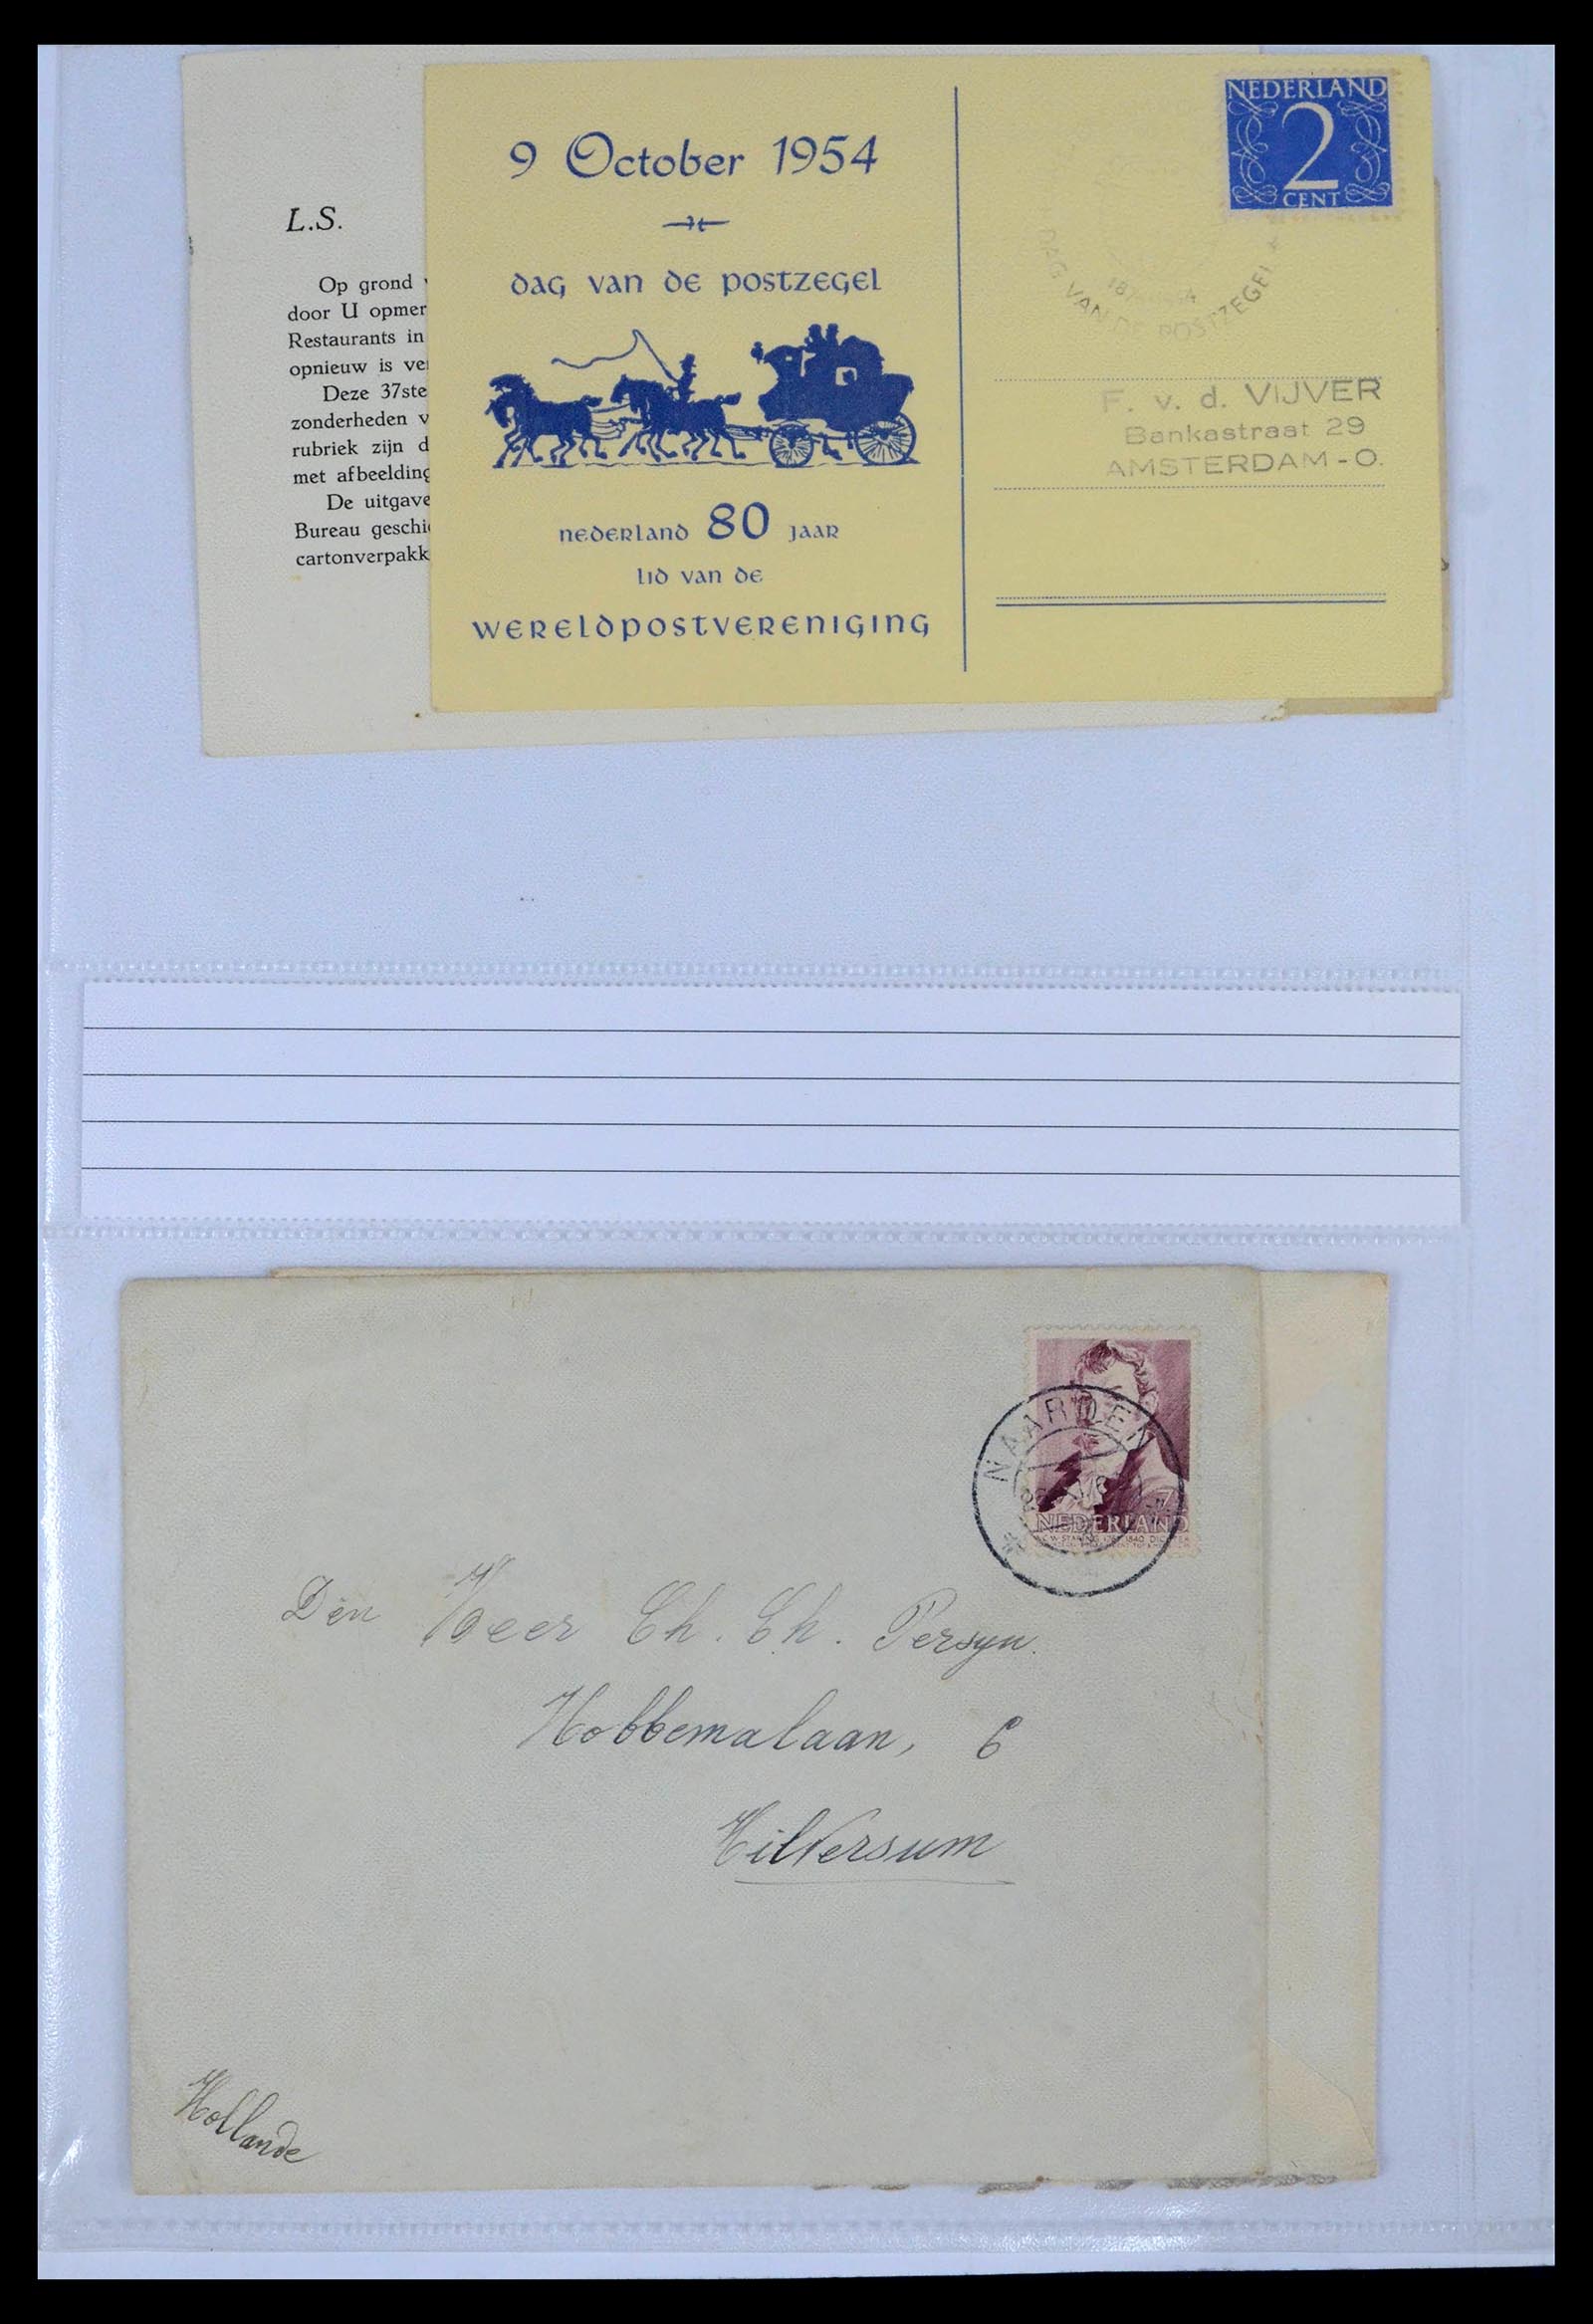 L.S.
Op grond
door U opmer
Restaurants in
opnieuw is ve
Deze 37ste
zonderheden v
rubriek zijn d
met afbeelding
De uitgave
Bureau geschi
cartonverpakk
9 October 1954
dag van de postzegel
nederland 80 jaar
lid van de
wereldpostvereniging
NEDERLAND
2
CENT
DAG VAN DE POSTZEGEL
F. v. d. VIJVER
Bankastraat 29
AMSTERDAM-O.
NAARDEN
NEDERLAND
Den Heer Ch. Ch. Persyn.
Hobbemalaan, 6
Hilversum
Hollande